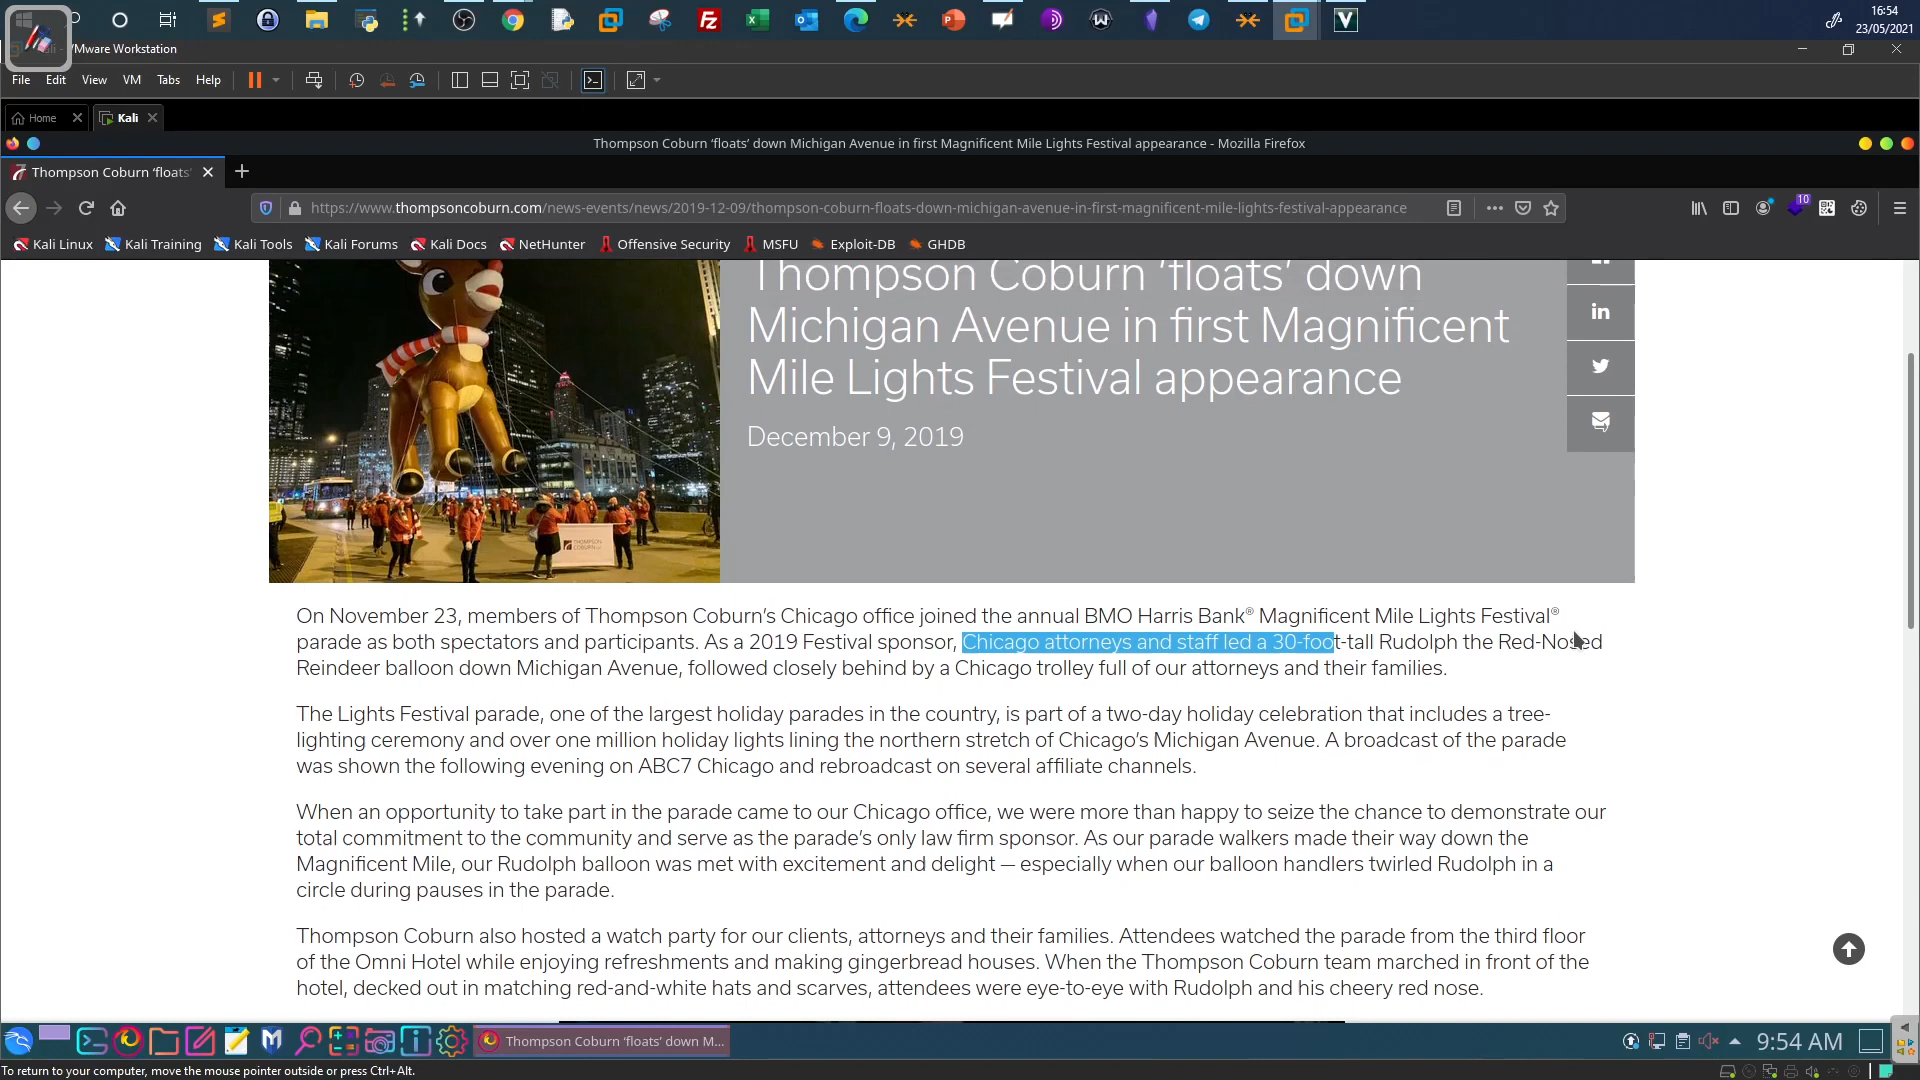 16:54
23/05/2021
Kali - VMware Workstation
File Edit View VM Tabs Help
Home Kali
Thompson Coburn ‘floats’ down Michigan Avenue in first Magnificent Mile Lights Festival appearance - Mozilla Firefox
Thompson Coburn ‘floats’
https://www.thompsoncoburn.com/news-events/news/2019-12-09/thompson-coburn-floats-down-michigan-avenue-in-first-magnificent-mile-lights-festival-appearance
10
Kali Linux Kali Training Kali Tools Kali Forums Kali Docs NetHunter Offensive Security MSFU Exploit-DB GHDB
Thompson Coburn ‘floats’ down
Michigan Avenue in first Magnificent
Mile Lights Festival appearance
December 9, 2019
THOMPSON
COBURN
On November 23, members of Thompson Coburn’s Chicago office joined the annual BMO Harris Bank® Magnificent Mile Lights Festival®
parade as both spectators and participants. As a 2019 Festival sponsor, Chicago attorneys and staff led a 30-foot-tall Rudolph the Red-Nosed
Reindeer balloon down Michigan Avenue, followed closely behind by a Chicago trolley full of our attorneys and their families.
The Lights Festival parade, one of the largest holiday parades in the country, is part of a two-day holiday celebration that includes a tree-
lighting ceremony and over one million holiday lights lining the northern stretch of Chicago’s Michigan Avenue. A broadcast of the parade
was shown the following evening on ABC7 Chicago and rebroadcast on several affiliate channels.
When an opportunity to take part in the parade came to our Chicago office, we were more than happy to seize the chance to demonstrate our
total commitment to the community and serve as the parade’s only law firm sponsor. As our parade walkers made their way down the
Magnificent Mile, our Rudolph balloon was met with excitement and delight — especially when our balloon handlers twirled Rudolph in a
circle during pauses in the parade.
Thompson Coburn also hosted a watch party for our clients, attorneys and their families. Attendees watched the parade from the third floor
of the Omni Hotel while enjoying refreshments and making gingerbread houses. When the Thompson Coburn team marched in front of the
hotel, decked out in matching red-and-white hats and scarves, attendees were eye-to-eye with Rudolph and his cheery red nose.
Thompson Coburn ‘floats’ down M...
9:54 AM
To return to your computer, move the mouse pointer outside or press Ctrl+Alt.